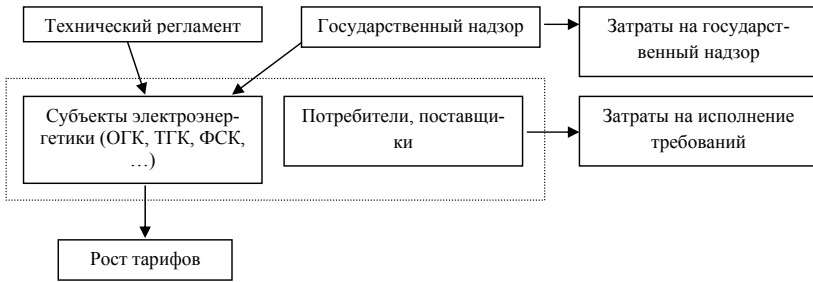 Технический регламент
Государственный надзор
Затраты на государст-
венный надзор
Субъекты электроэнер-
гетики (ОГК, ТГК, ФСК,
…)
Потребители, поставщи-
ки
Затраты на исполнение
требований
Рост тарифов